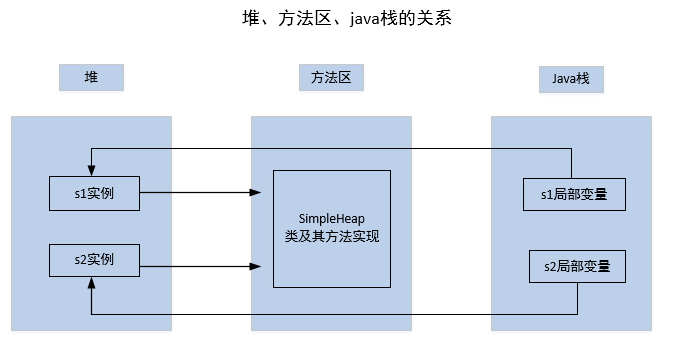 堆、方法区、java栈的关系
堆
方法区
Java栈
s1实例
SimpleHeap
类及其方法实现
s1局部变量
s2实例
s2局部变量